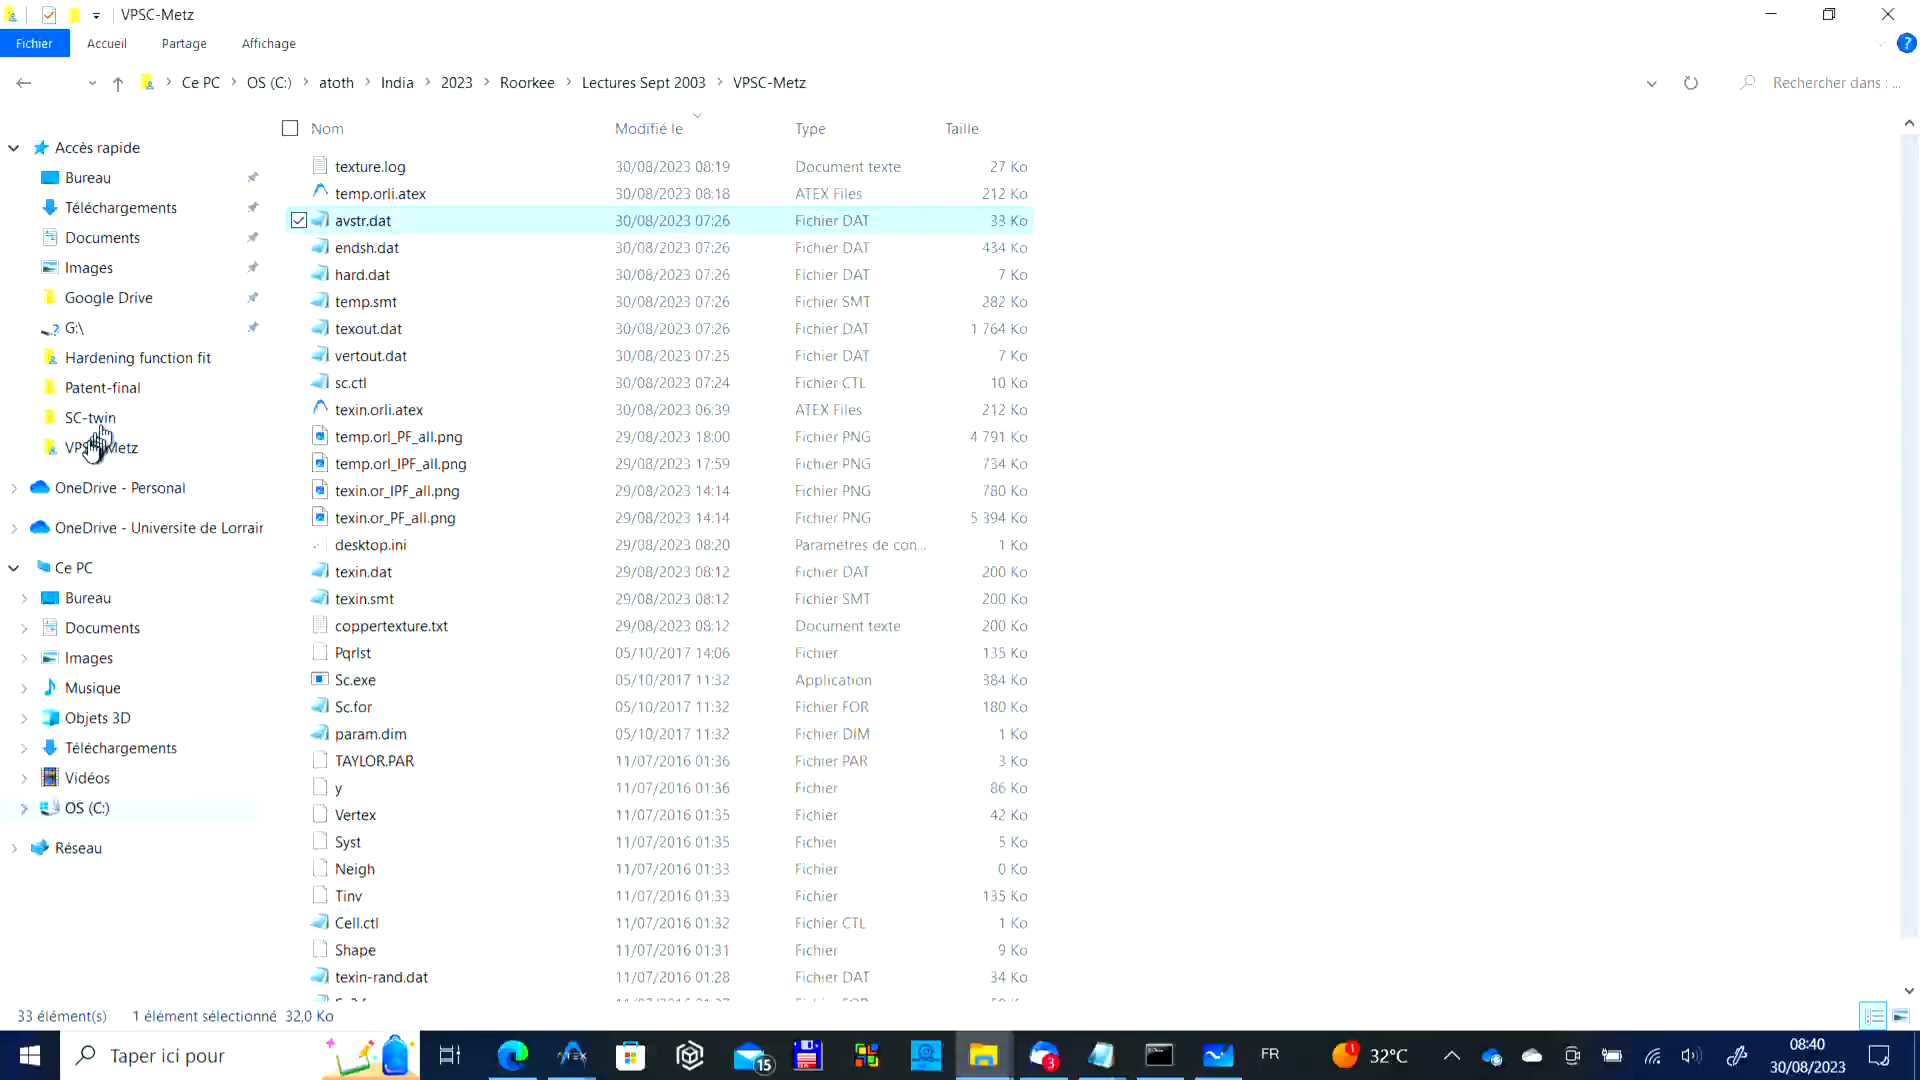 VPSC-Metz
Fichier Accueil Partage Affichage
Ce PC OS (C:) atoth India 2023 Roorkee Lectures Sept 2003 VPSC-Metz
Rechercher dans : ...
Nom Modifié le Type Taille
Accès rapide
Bureau
Téléchargements
Documents
Images
Google Drive
G:\
Hardening function fit
Patent-final
SC-twin
OneDrive - Personal
OneDrive - Universite de Lorrair
Ce PC
Bureau
Documents
Images
Musique
Objets 3D
Téléchargements
Vidéos
OS (C:)
Réseau
texture.log 30/08/2023 08:19 Document texte 27 Ko
temp.orli.atex 30/08/2023 08:18 ATEX Files 212 Ko
avstr.dat 30/08/2023 07:26 Fichier DAT 33 Ko
endsh.dat 30/08/2023 07:26 Fichier DAT 434 Ko
hard.dat 30/08/2023 07:26 Fichier DAT 7 Ko
temp.smt 30/08/2023 07:26 Fichier SMT 282 Ko
texout.dat 30/08/2023 07:26 Fichier DAT 1 764 Ko
vertout.dat 30/08/2023 07:25 Fichier DAT 7 Ko
sc.ctl 30/08/2023 07:24 Fichier CTL 10 Ko
texin.orli.atex 30/08/2023 06:39 ATEX Files 212 Ko
temp.orl_PF_all.png 29/08/2023 18:00 Fichier PNG 4 791 Ko
temp.orl_IPF_all.png 29/08/2023 17:59 Fichier PNG 734 Ko
texin.or_IPF_all.png 29/08/2023 14:14 Fichier PNG 780 Ko
texin.or_PF_all.png 29/08/2023 14:14 Fichier PNG 5 394 Ko
desktop.ini 29/08/2023 08:20 Paramètres de con... 1 Ko
texin.dat 29/08/2023 08:12 Fichier DAT 200 Ko
texin.smt 29/08/2023 08:12 Fichier SMT 200 Ko
coppertexture.txt 29/08/2023 08:12 Document texte 200 Ko
Pqrlst 05/10/2017 14:06 Fichier 135 Ko
Sc.exe 05/10/2017 11:32 Application 384 Ko
Sc.for 05/10/2017 11:32 Fichier FOR 180 Ko
param.dim 05/10/2017 11:32 Fichier DIM 1 Ko
TAYLOR.PAR 11/07/2016 01:36 Fichier PAR 3 Ko
y 11/07/2016 01:36 Fichier 86 Ko
Vertex 11/07/2016 01:35 Fichier 42 Ko
Syst 11/07/2016 01:35 Fichier 5 Ko
Neigh 11/07/2016 01:33 Fichier 0 Ko
Tinv 11/07/2016 01:33 Fichier 135 Ko
Cell.ctl 11/07/2016 01:32 Fichier CTL 1 Ko
Shape 11/07/2016 01:31 Fichier 9 Ko
texin-rand.dat 11/07/2016 01:28 Fichier DAT 34 Ko
33 élément(s) 1 élément sélectionné 32,0 Ko
Taper ici pour
15
3
FR
1
32°C
08:40
30/08/2023